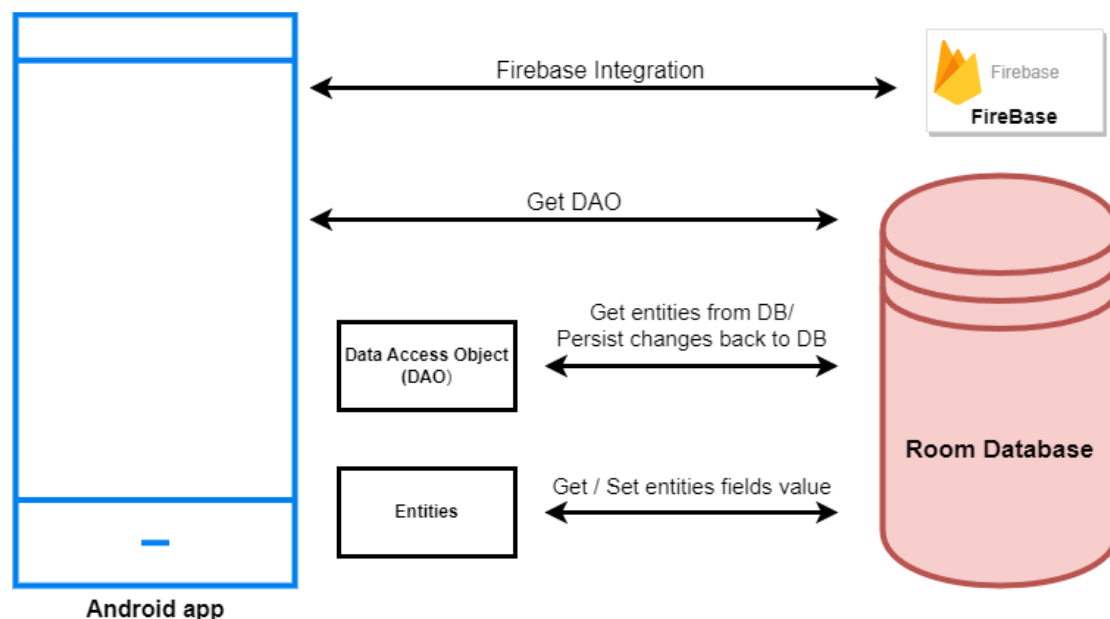 Firebase Integration
Firebase
FireBase
Get DAO
Get entities from DB/
Persist changes back to DB
Data Access Object
(DAO)
Room Database
Get / Set entities fields value
Entities
Android app